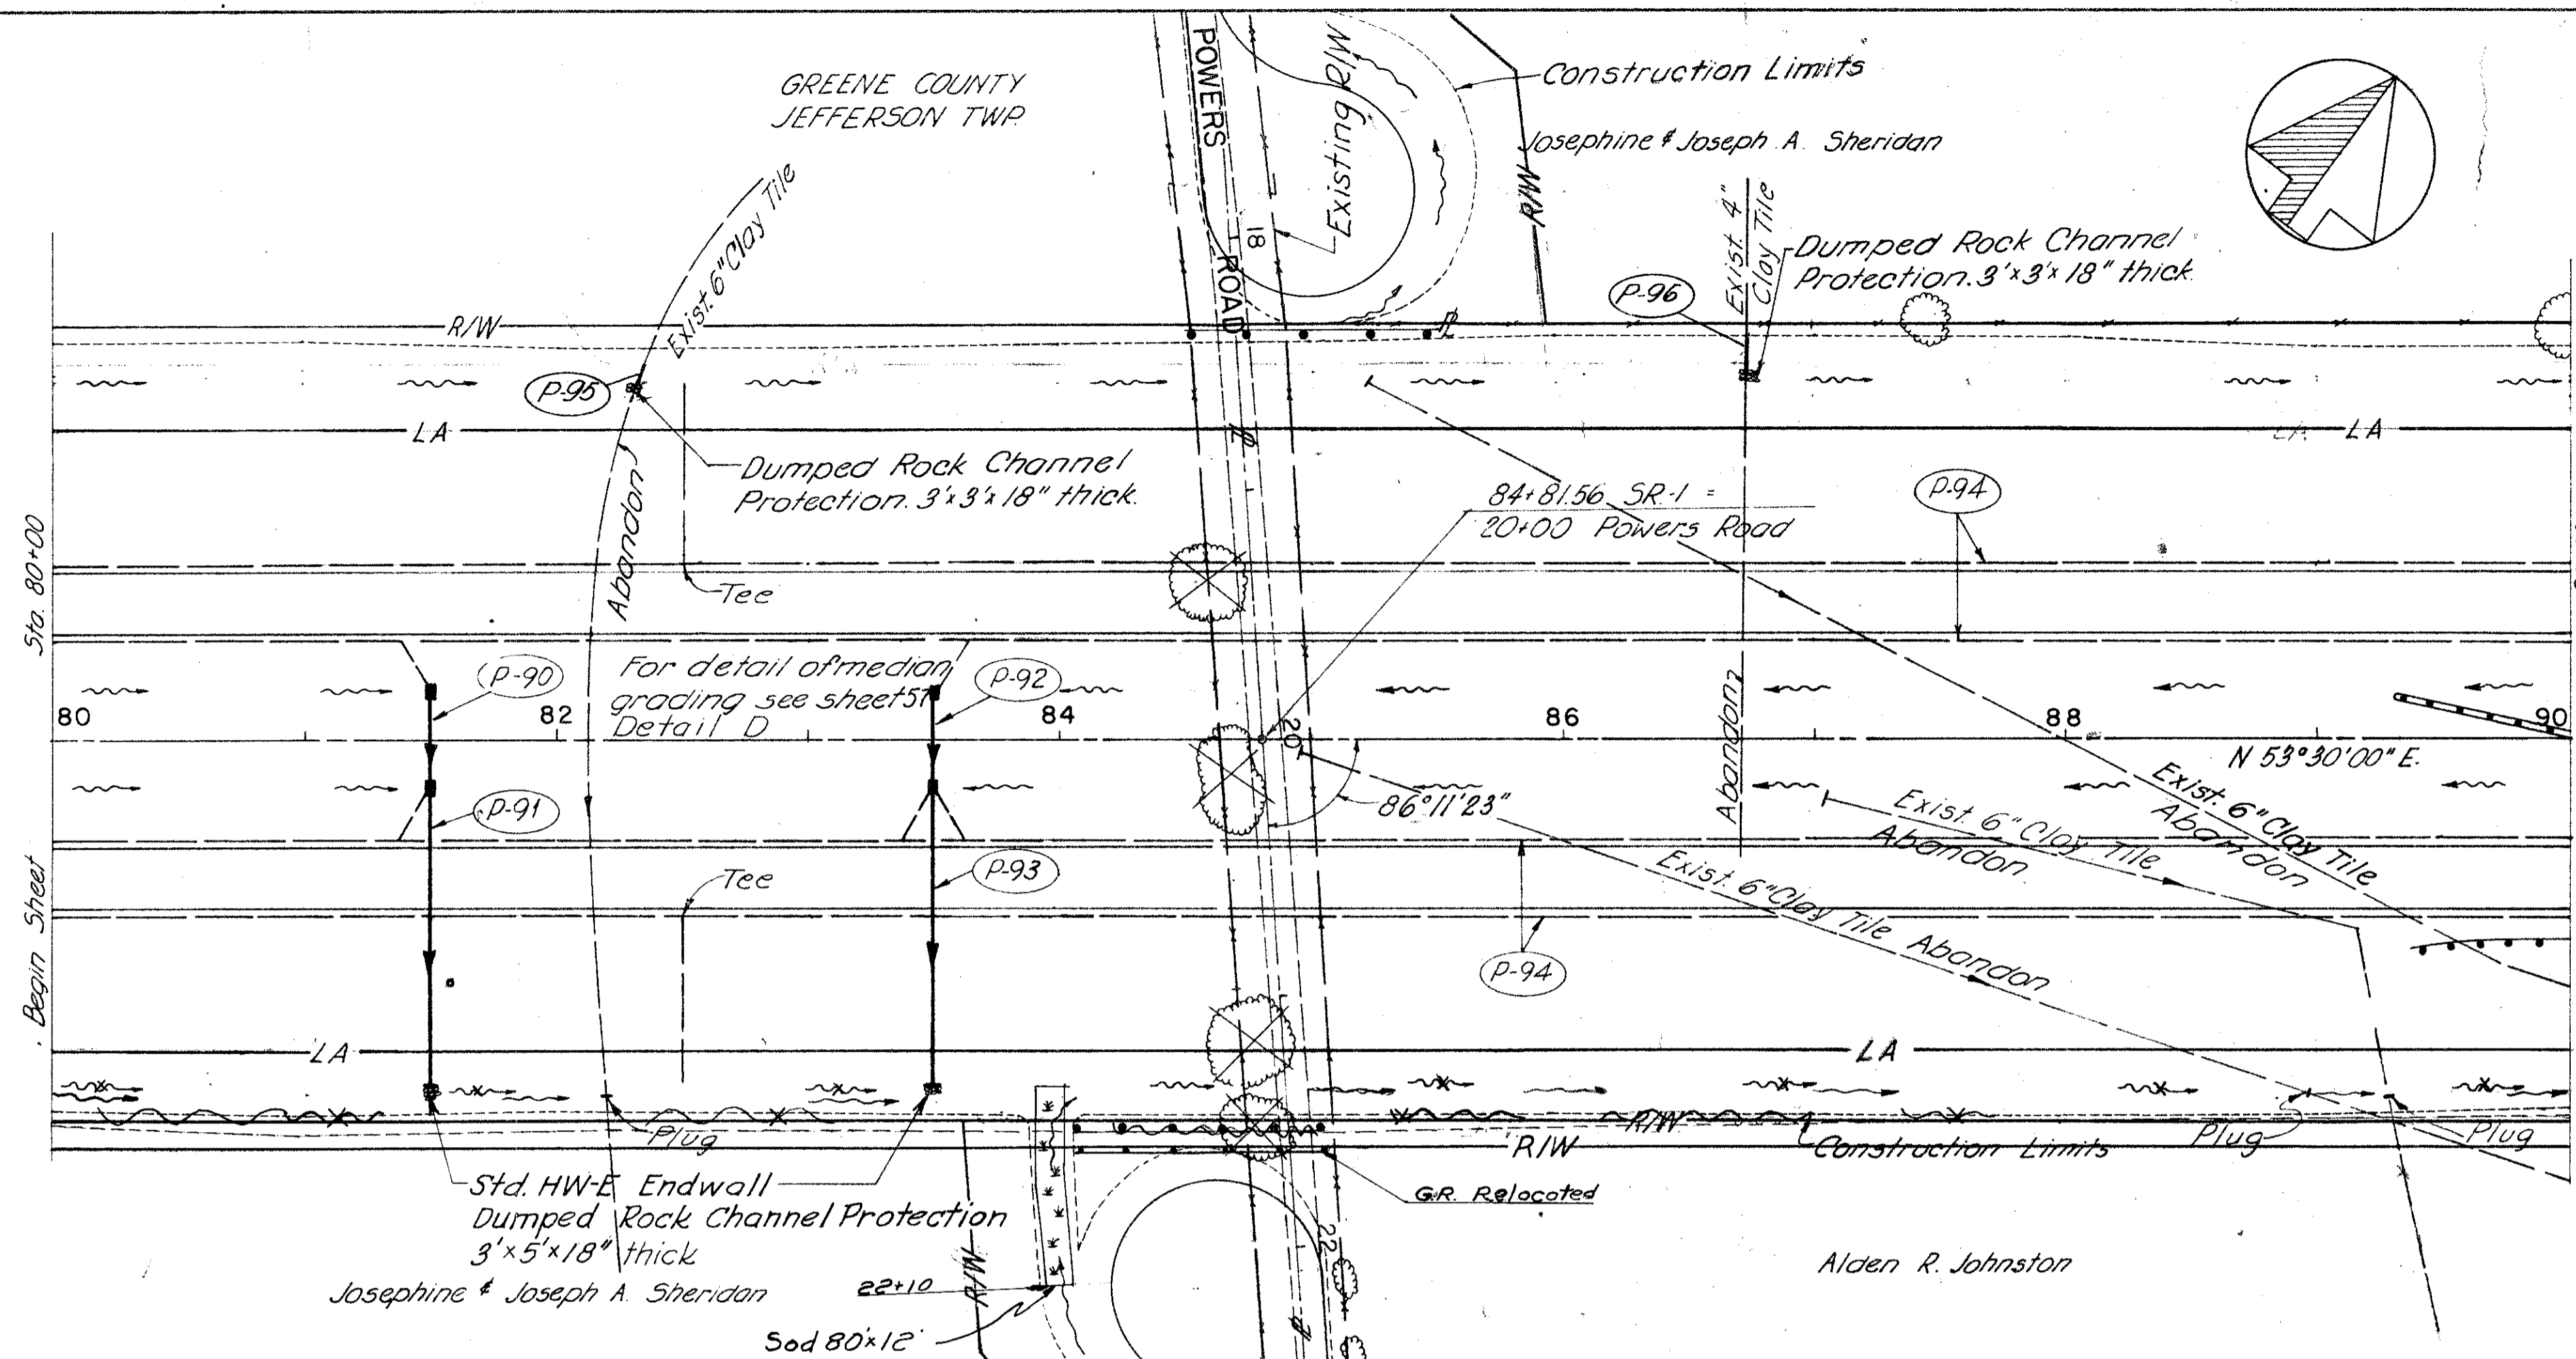 GREENE COUNTY
JEFFERSON TWP.
POWERS
ROAD
18
Existing R/W
Construction Limits
Josephine & Joseph A. Sheridan
R/W
Exist. 4"
Clay Tile
Dumped Rock Channel
Protection. 3'x3'x18" thick.
P-96
Exist. 6" Clay Tile
R/W
P-95
LA
LA
LA
Dumped Rock Channel
Protection. 3'x3'x18" thick.
Abandon
84+81.56 SR-1 =
20+00 Powers Road
P-94
Sta. 80+00
Tee
P-90
For detail of median
grading see sheet 57
Detail D
P-92
80
82
84
86
88
90
20
N 53°30'00" E.
Abandon
86°11'23"
P-91
Exist. 6" Clay Tile
Abandon
Exist. 6" Clay Tile
Abandon
P-93
Tee
Exist. 6" Clay Tile Abandon
P-94
Begin Sheet
LA
LA
Plug
R/W
R/W
Construction Limits
Plug
Plug
Std. HW-E Endwall
Dumped Rock Channel Protection
3'x5'x18" thick
G.R. Relocated
Josephine & Joseph A. Sheridan
22+10
R/W
22
Alden R. Johnston
Sod 80'x12'